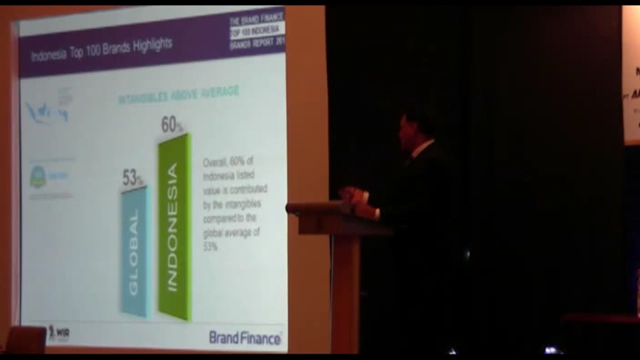 Indonesia Top 100 Brands Highlights
THE BRAND FINANCE
TOP 100 INDONESIA
BRANDS REPORT 201
INTANGIBLES ABOVE AVERAGE
53%
60%
GLOBAL
INDONESIA
Overall, 60% of
Indonesia listed
value is contributed
by the intangibles
compared to the
global average of
53%
WIR
Brand Finance